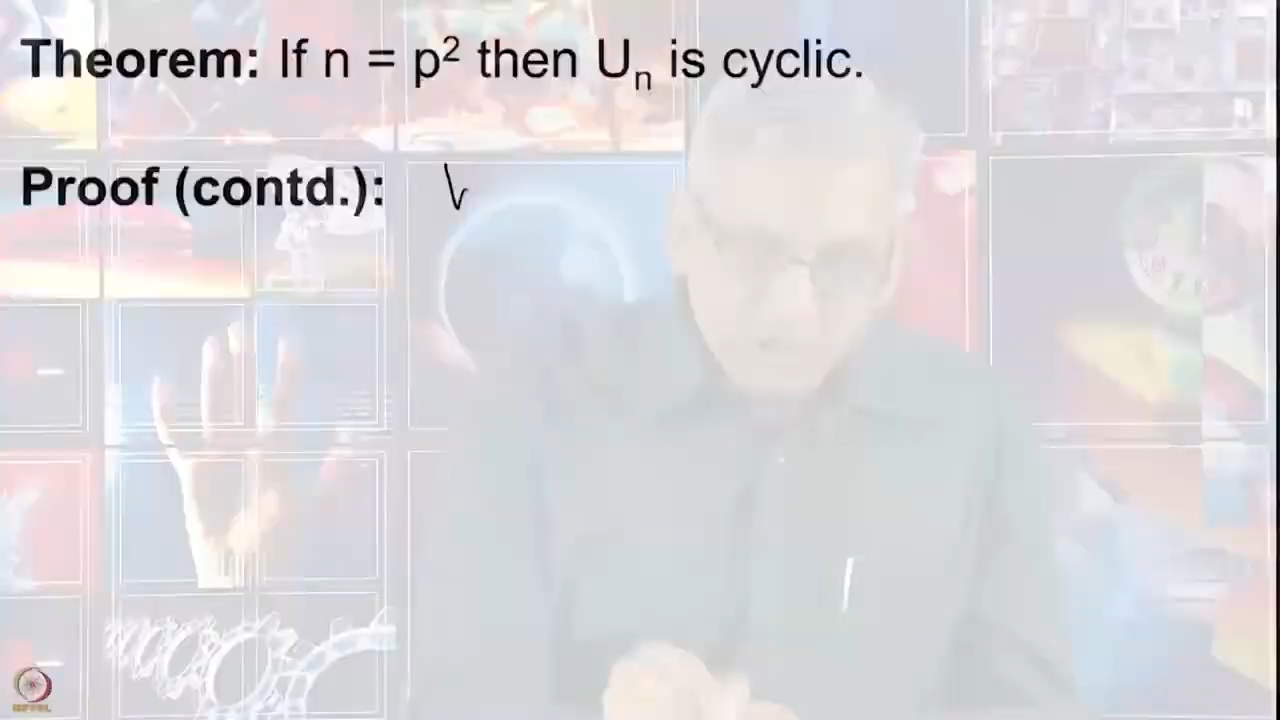 Theorem: If n = p² then Uₙ is cyclic.
Proof (contd.):